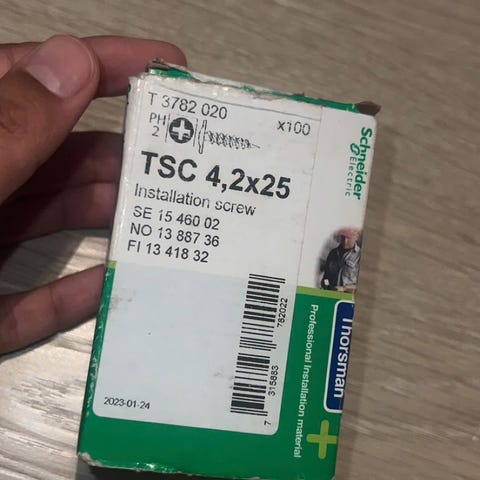 T 3782 020
PH
2
x100
TSC 4,2x25
Installation screw
SE 15 460 02
NO 13 887 36
FI 13 418 32
2023-01-24
7 315883 782022
Schneider
Electric
Thorsman
Professional installation material